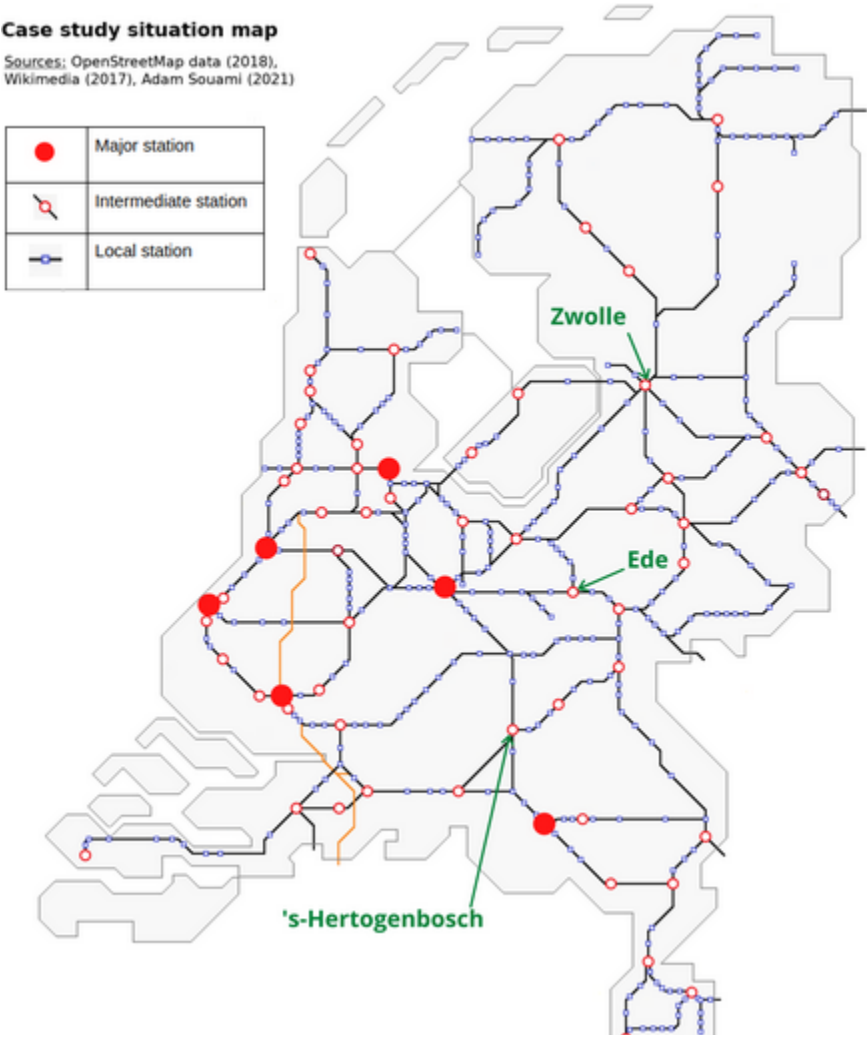 Case study situation map
Sources: OpenStreetMap data (2018),
Wikimedia (2017), Adam Souami (2021)
Major station
Intermediate station
Local station
Zwolle
Ede
's-Hertogenbosch